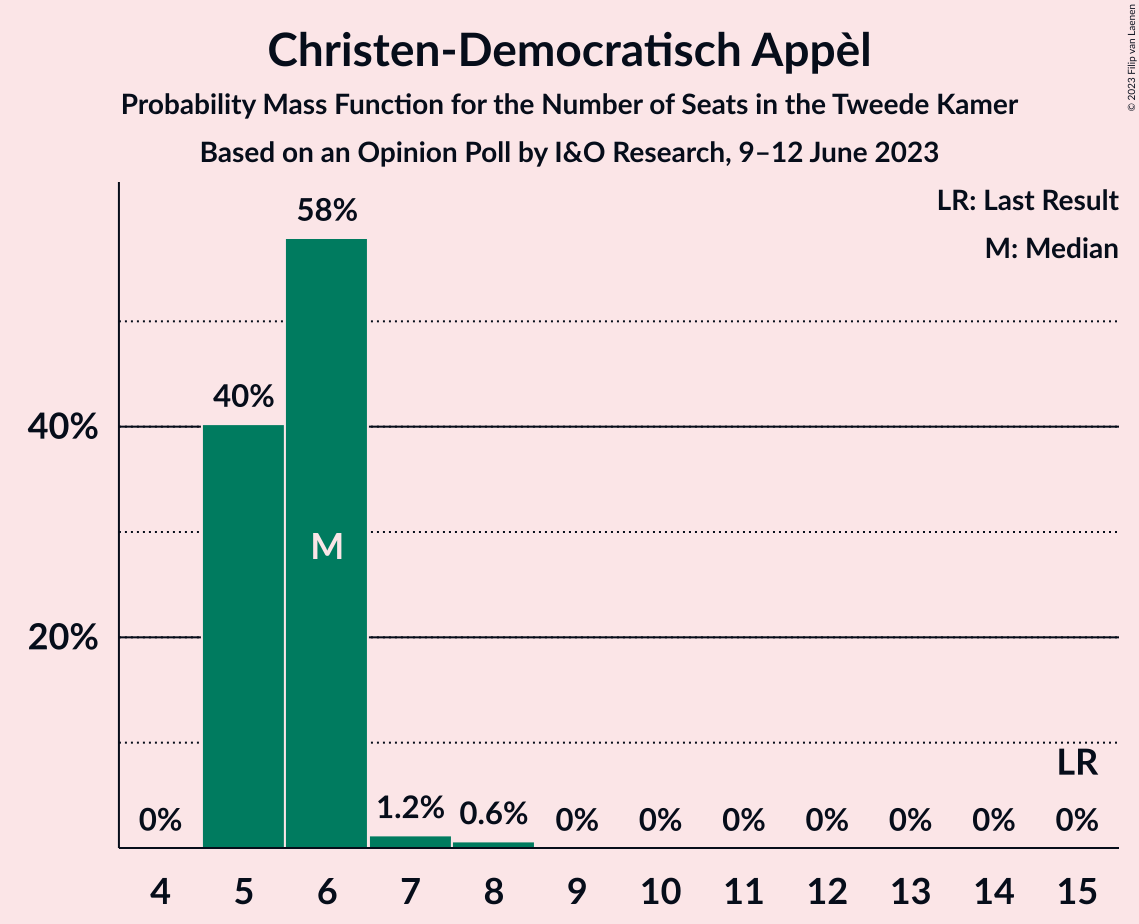 Christen-Democratisch Appèl
Probability Mass Function for the Number of Seats in the Tweede Kamer
Based on an Opinion Poll by I&O Research, 9–12 June 2023
© 2023 Filip van Laenen
LR: Last Result
M: Median
58%
40%
40%
M
20%
LR
0%
1.2%
0.6%
0%
0%
0%
0%
0%
0%
0%
4 5 6 7 8 9 10 11 12 13 14 15